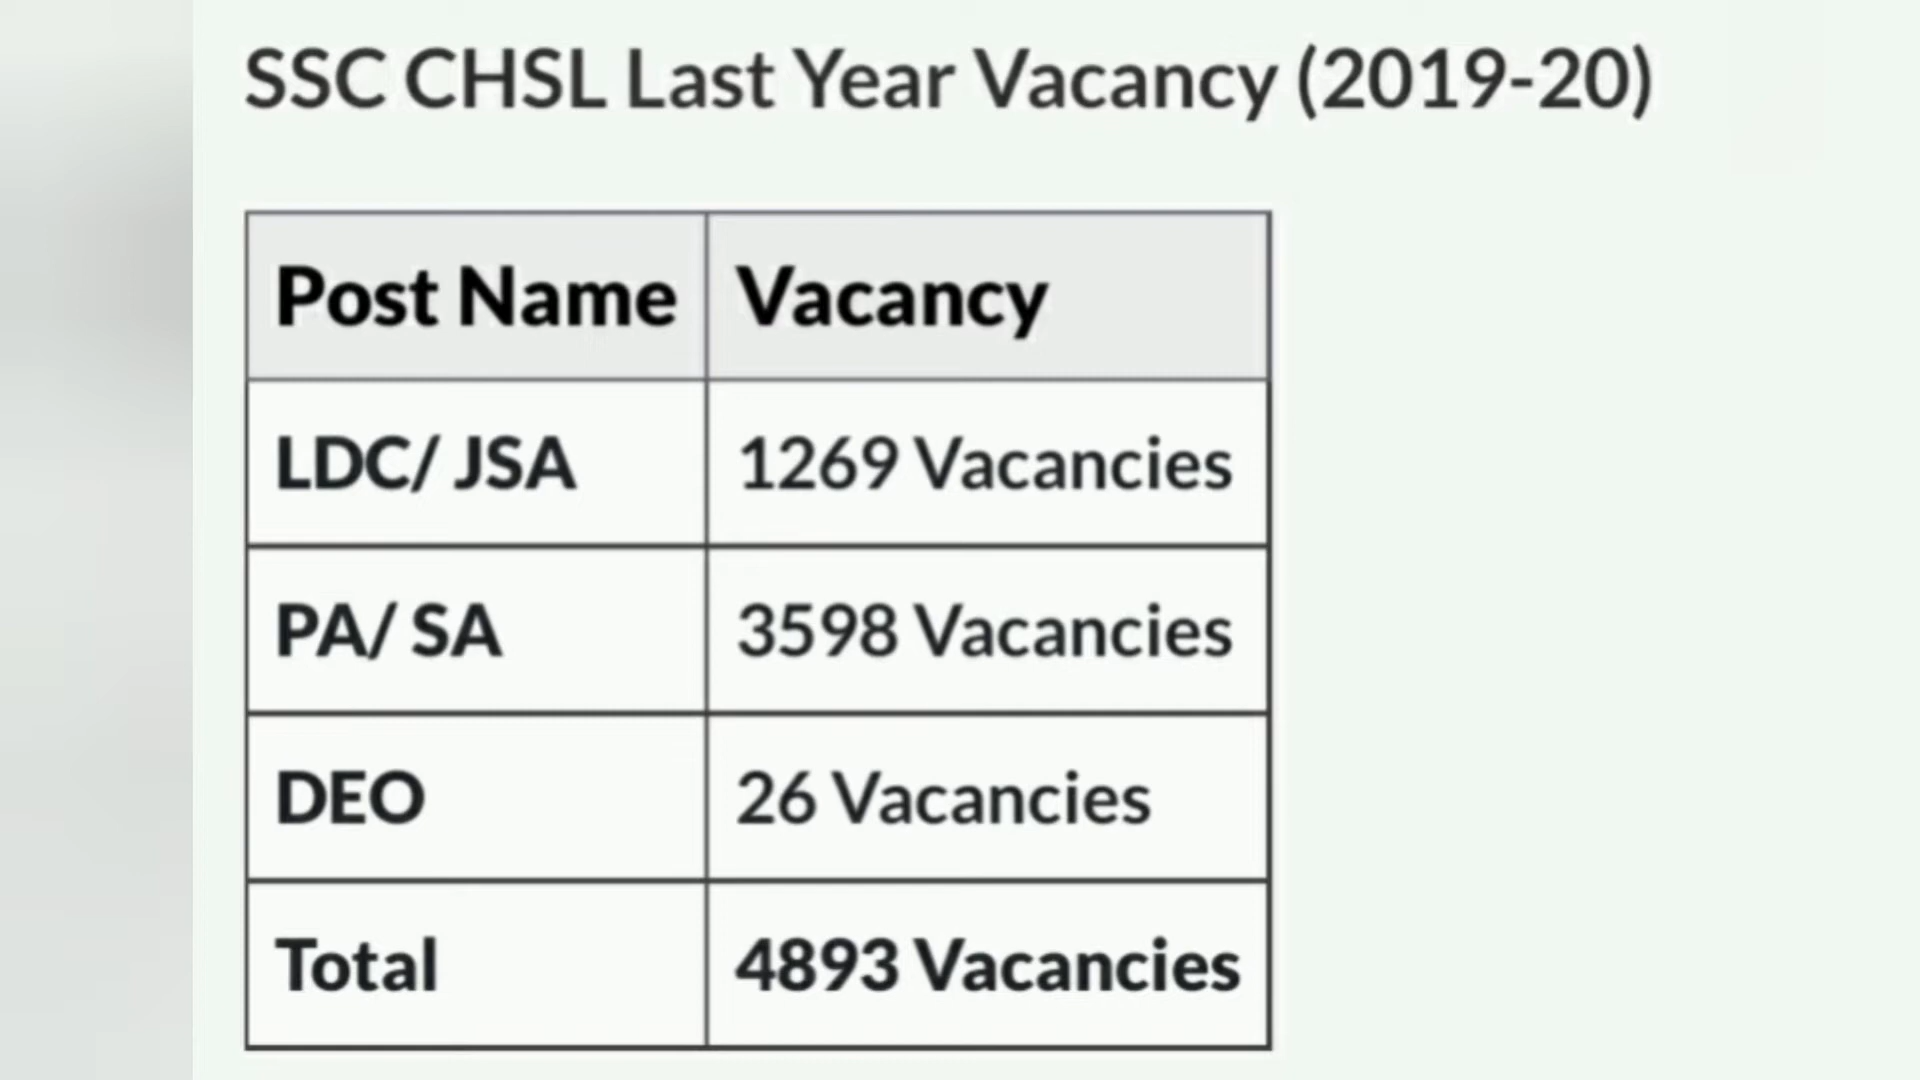 SSC CHSL Last Year Vacancy (2019-20)
Post Name Vacancy
LDC/ JSA 1269 Vacancies
PA/ SA 3598 Vacancies
DEO 26 Vacancies
Total 4893 Vacancies